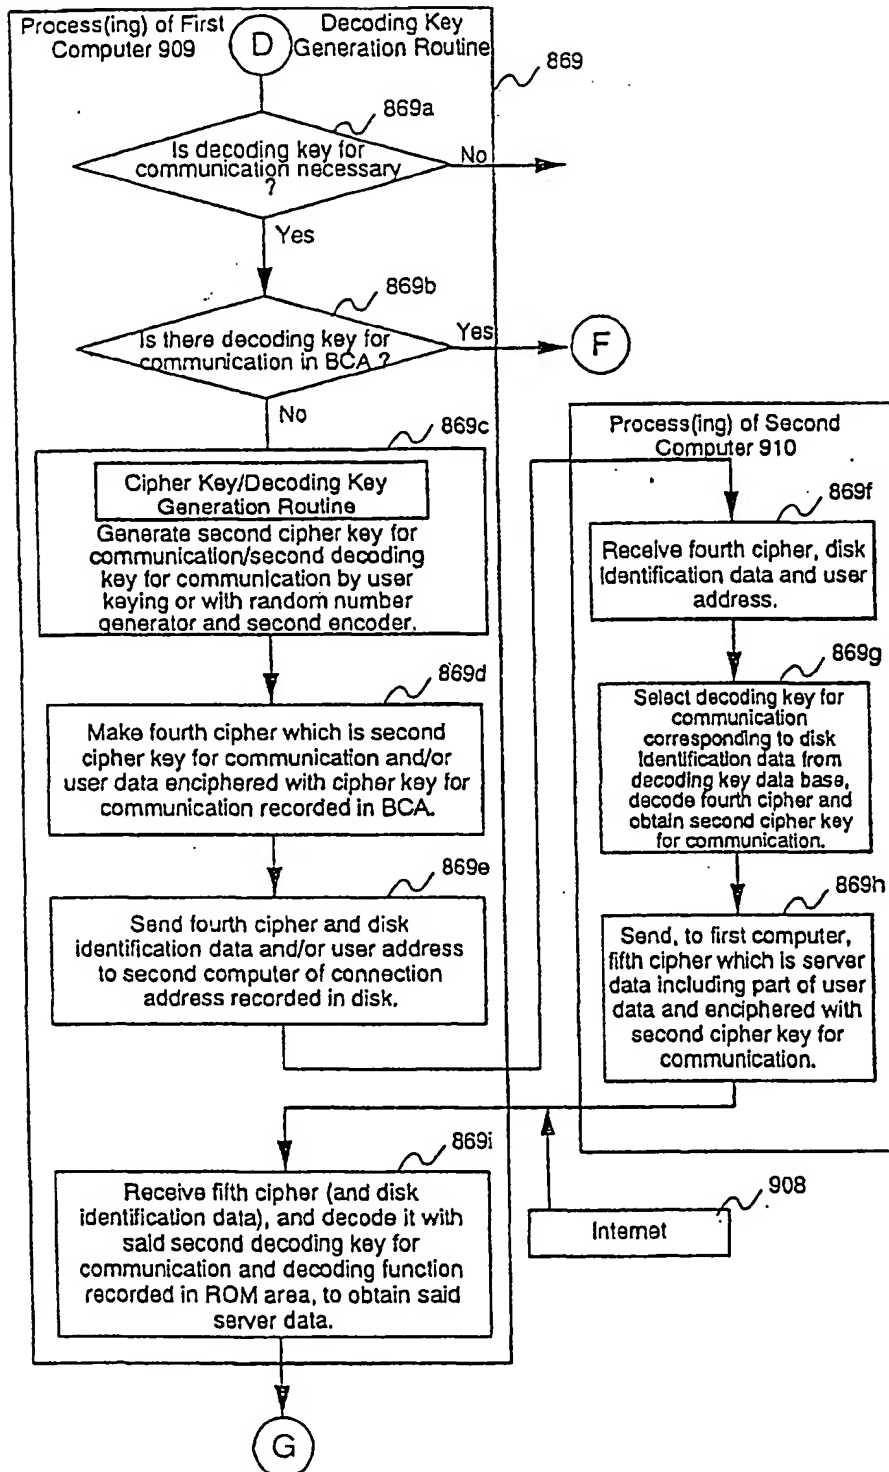 Process(ing) of First
Computer 909
D
Decoding Key
Generation Routine
869
869a
Is decoding key for
communication necessary
?
No
Yes
869b
Is there decoding key for
communication in BCA ?
Yes
F
No
869c
Cipher Key/Decoding Key
Generation Routine
Generate second cipher key for
communication/second decoding
key for communication by user
keying or with random number
generator and second encoder.
869d
Make fourth cipher which is second
cipher key for communication and/or
user data enciphered with cipher key for
communication recorded in BCA.
869e
Send fourth cipher and disk
identification data and/or user address
to second computer of connection
address recorded in disk.
Process(ing) of Second
Computer 910
869f
Receive fourth cipher, disk
identification data and user
address.
869g
Select decoding key for
communication
corresponding to disk
identification data from
decoding key data base,
decode fourth cipher and
obtain second cipher key
for communication.
869h
Send, to first computer,
fifth cipher which is server
data including part of user
data and enciphered with
second cipher key for
communication.
869i
Receive fifth cipher (and disk
identification data), and decode it with
said second decoding key for
communication and decoding function
recorded in ROM area, to obtain said
server data.
908
Internet
G